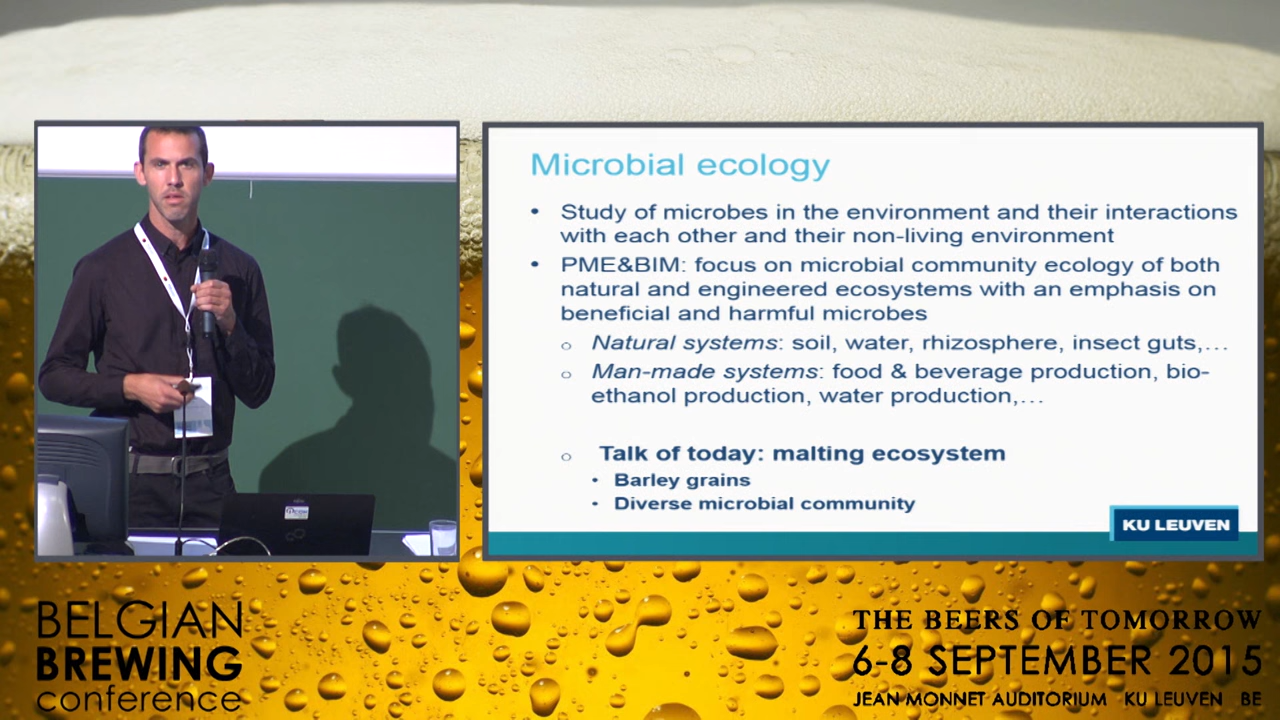 Microbial ecology
• Study of microbes in the environment and their interactions
with each other and their non-living environment
• PME&BIM: focus on microbial community ecology of both
natural and engineered ecosystems with an emphasis on
beneficial and harmful microbes
o Natural systems: soil, water, rhizosphere, insect guts,…
o Man-made systems: food & beverage production, bio-
ethanol production, water production,…
o Talk of today: malting ecosystem
• Barley grains
• Diverse microbial community
KU LEUVEN
BELGIAN
BREWING
conference
THE BEERS OF TOMORROW
6-8 SEPTEMBER 2015
JEAN MONNET AUDITORIUM KU LEUVEN BE